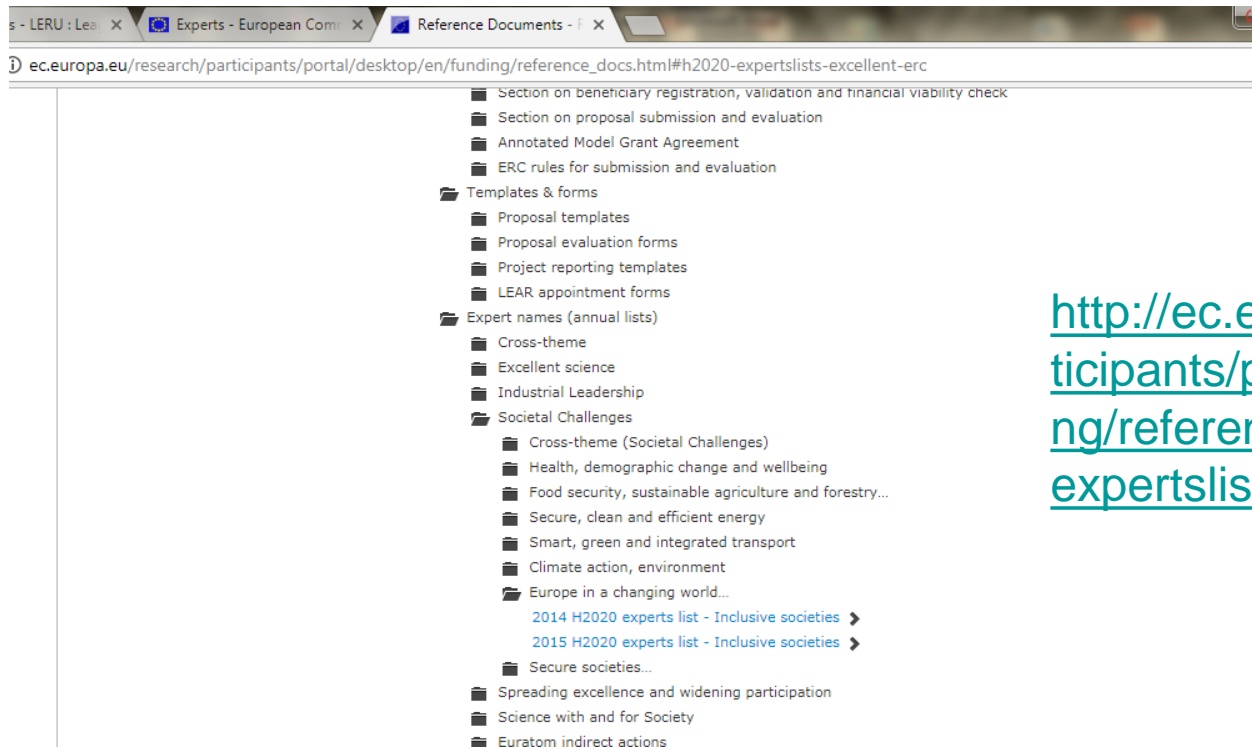 s - LERU : Lea
Experts - European Com
Reference Documents -
ec.europa.eu/research/participants/portal/desktop/en/funding/reference_docs.html#h2020-expertslists-excellent-erc
Section on beneficiary registration, validation and financial viability check
Section on proposal submission and evaluation
Annotated Model Grant Agreement
ERC rules for submission and evaluation
Templates & forms
Proposal templates
Proposal evaluation forms
Project reporting templates
LEAR appointment forms
Expert names (annual lists)
Cross-theme
Excellent science
Industrial Leadership
Societal Challenges
Cross-theme (Societal Challenges)
Health, demographic change and wellbeing
Food security, sustainable agriculture and forestry...
Secure, clean and efficient energy
Smart, green and integrated transport
Climate action, environment
Europe in a changing world...
2014 H2020 experts list - Inclusive societies
2015 H2020 experts list - Inclusive societies
Secure societies...
Spreading excellence and widening participation
Science with and for Society
Euratom indirect actions
http://ec.e
ticipants/p
ng/referen
expertslis